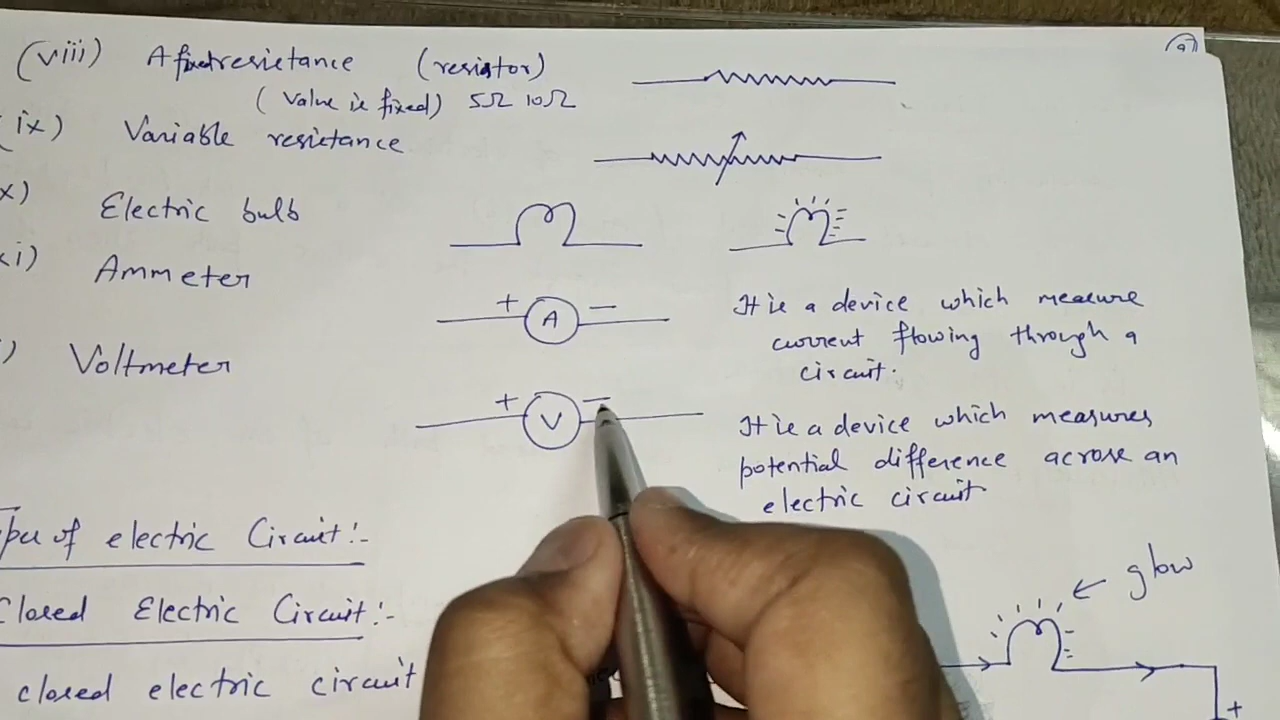 (viii) A fixed resistance (resistor)
(value is fixed) 5Ω 10Ω
ix) Variable resistance
x) Electric bulb
xi) Ammeter
+ A −
It is a device which measure
current flowing through a
circuit.
) Voltmeter
+ V −
It is a device which measures
potential difference across an
electric circuit
Types of electric Circuit:-
Closed Electric Circuit:-
closed electric circuit
← glow
+